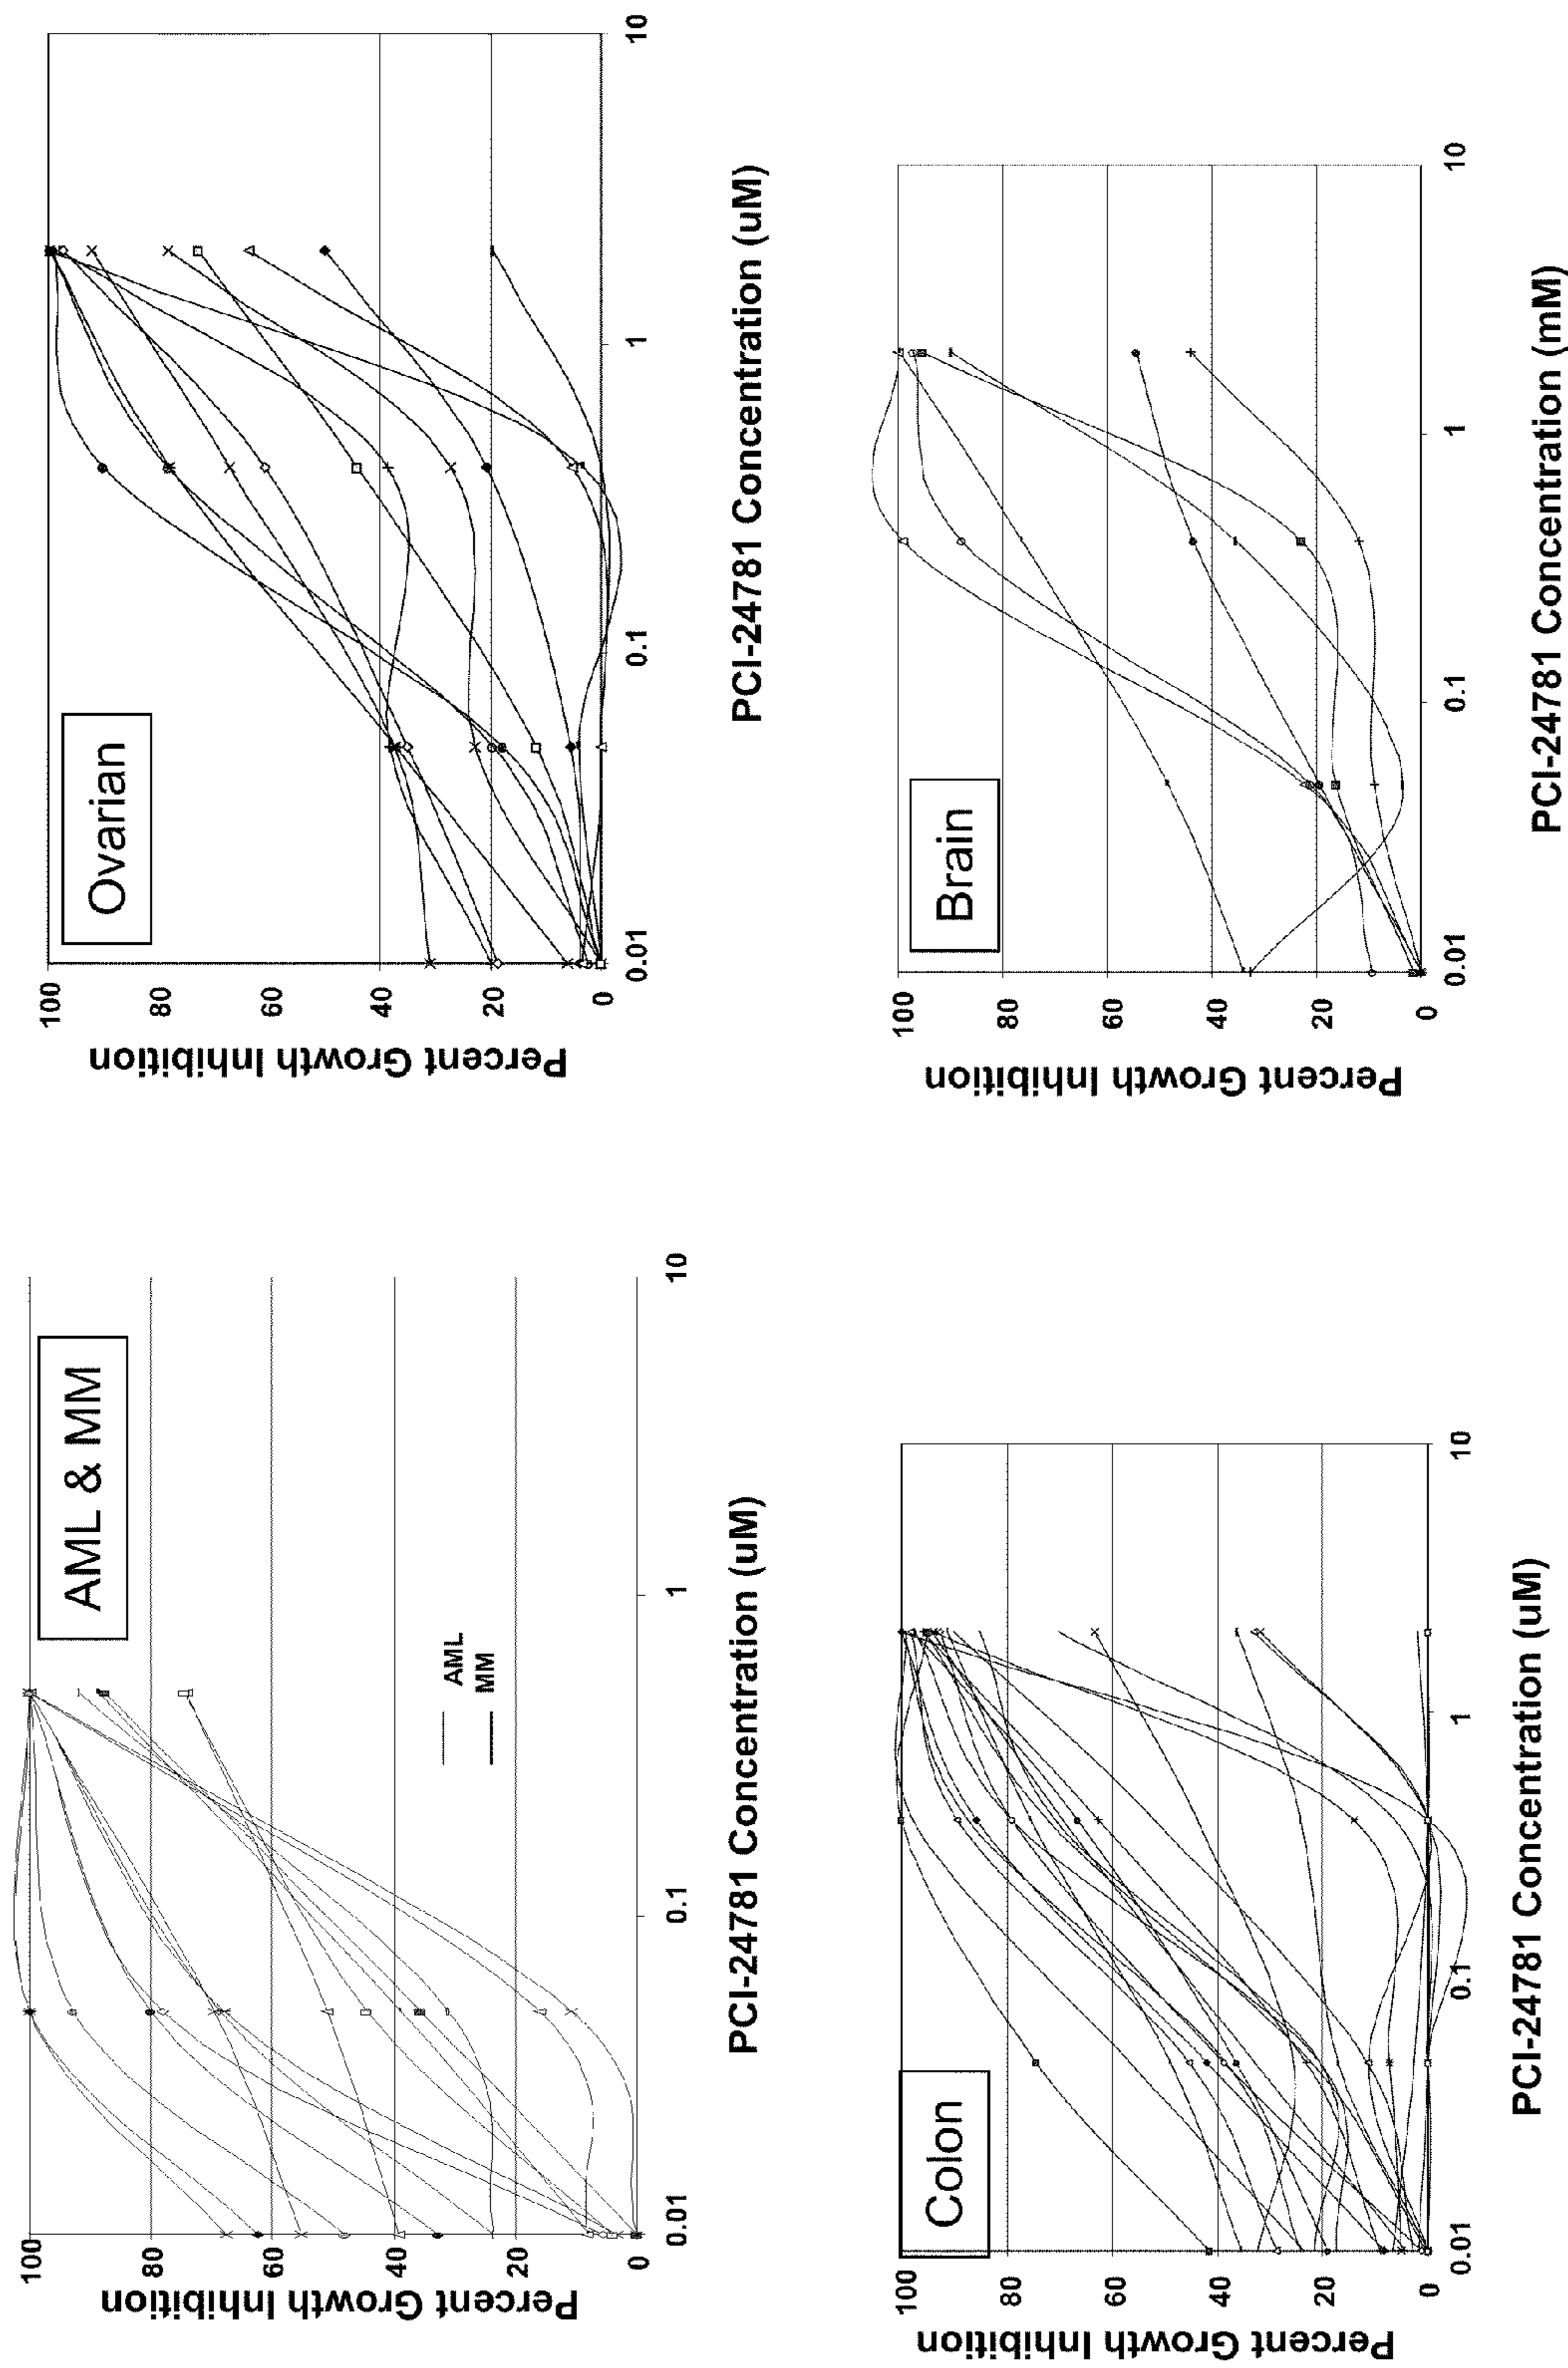 AML & MM
Percent Growth Inhibition
100
80
60
40
20
0
0.01
0.1
1
10
AML
MM
PCI-24781 Concentration (uM)
Ovarian
Percent Growth Inhibition
100
80
60
40
20
0
0.01
0.1
1
10
PCI-24781 Concentration (uM)
Colon
Percent Growth Inhibition
100
80
60
40
20
0
0.01
0.1
1
10
PCI-24781 Concentration (uM)
Brain
Percent Growth Inhibition
100
80
60
40
20
0
0.01
0.1
1
10
PCI-24781 Concentration (mM)